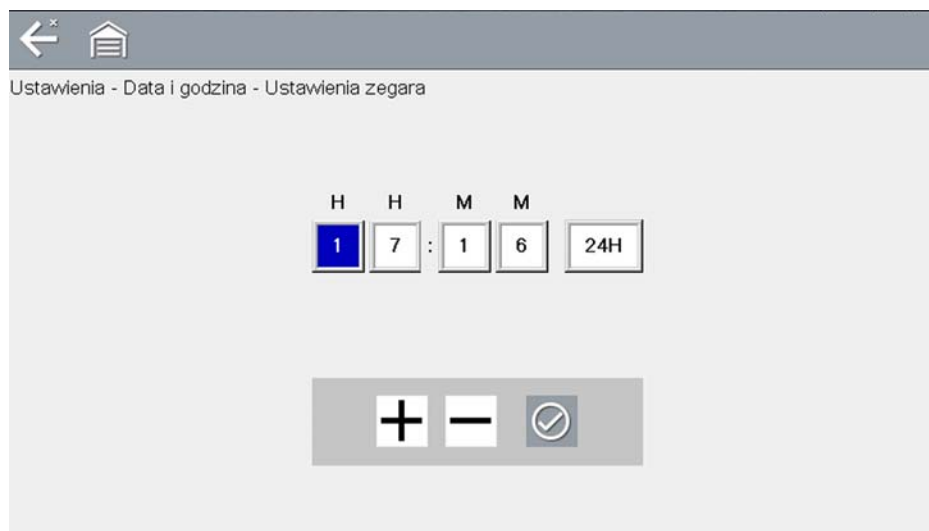 Ustawienia - Data i godzina - Ustawienia zegara
H H M M
1 7 : 1 6 24H